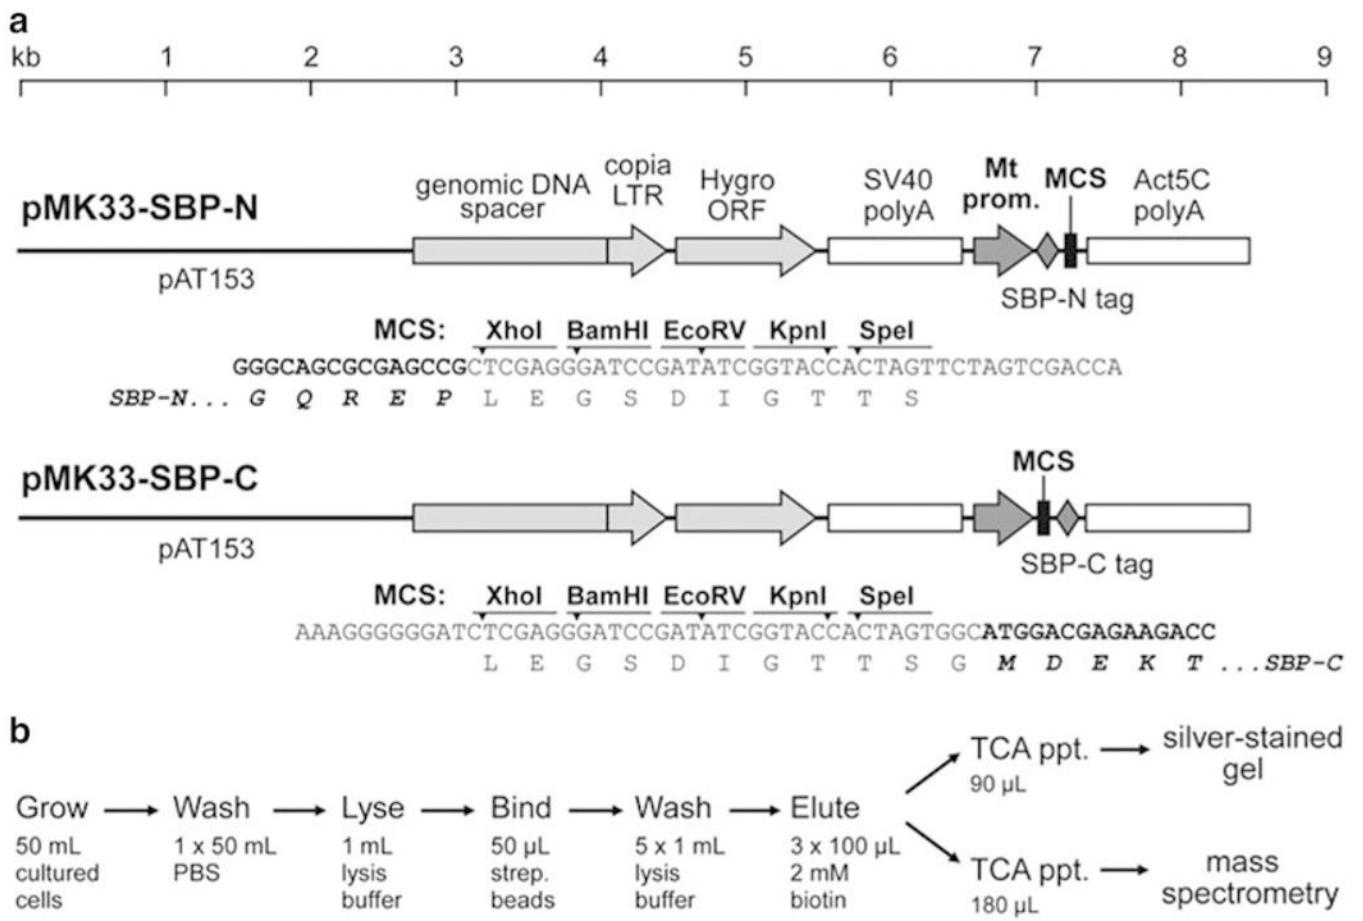 a
kb 1 2 3 4 5 6 7 8 9
pMK33-SBP-N
genomic DNA
spacer
copia
LTR
Hygro
ORF
SV40
polyA
Mt
prom.
MCS
Act5C
polyA
pAT153
SBP-N tag
MCS: XhoI BamHI EcoRV KpnI SpeI
GGGCAGCGCGAGCCGCTCGAGGGATCCGATATCGGTACCACTAGTTCTAGTCGACCA
SBP-N... G Q R E P L E G S D I G T T S
pMK33-SBP-C
MCS
pAT153
SBP-C tag
MCS: XhoI BamHI EcoRV KpnI SpeI
AAAGGGGGGATCTCGAGGGATCCGATATCGGTACCACTAGTGGCATGGACGAGAAGACC
L E G S D I G T T S G M D E K T ...SBP-C
b
Grow
50 mL
cultured
cells
Wash
1 x 50 mL
PBS
Lyse
1 mL
lysis
buffer
Bind
50 µL
strep.
beads
Wash
5 x 1 mL
lysis
buffer
Elute
3 x 100 µL
2 mM
biotin
TCA ppt.
90 µL
silver-stained
gel
TCA ppt.
180 µL
mass
spectrometry